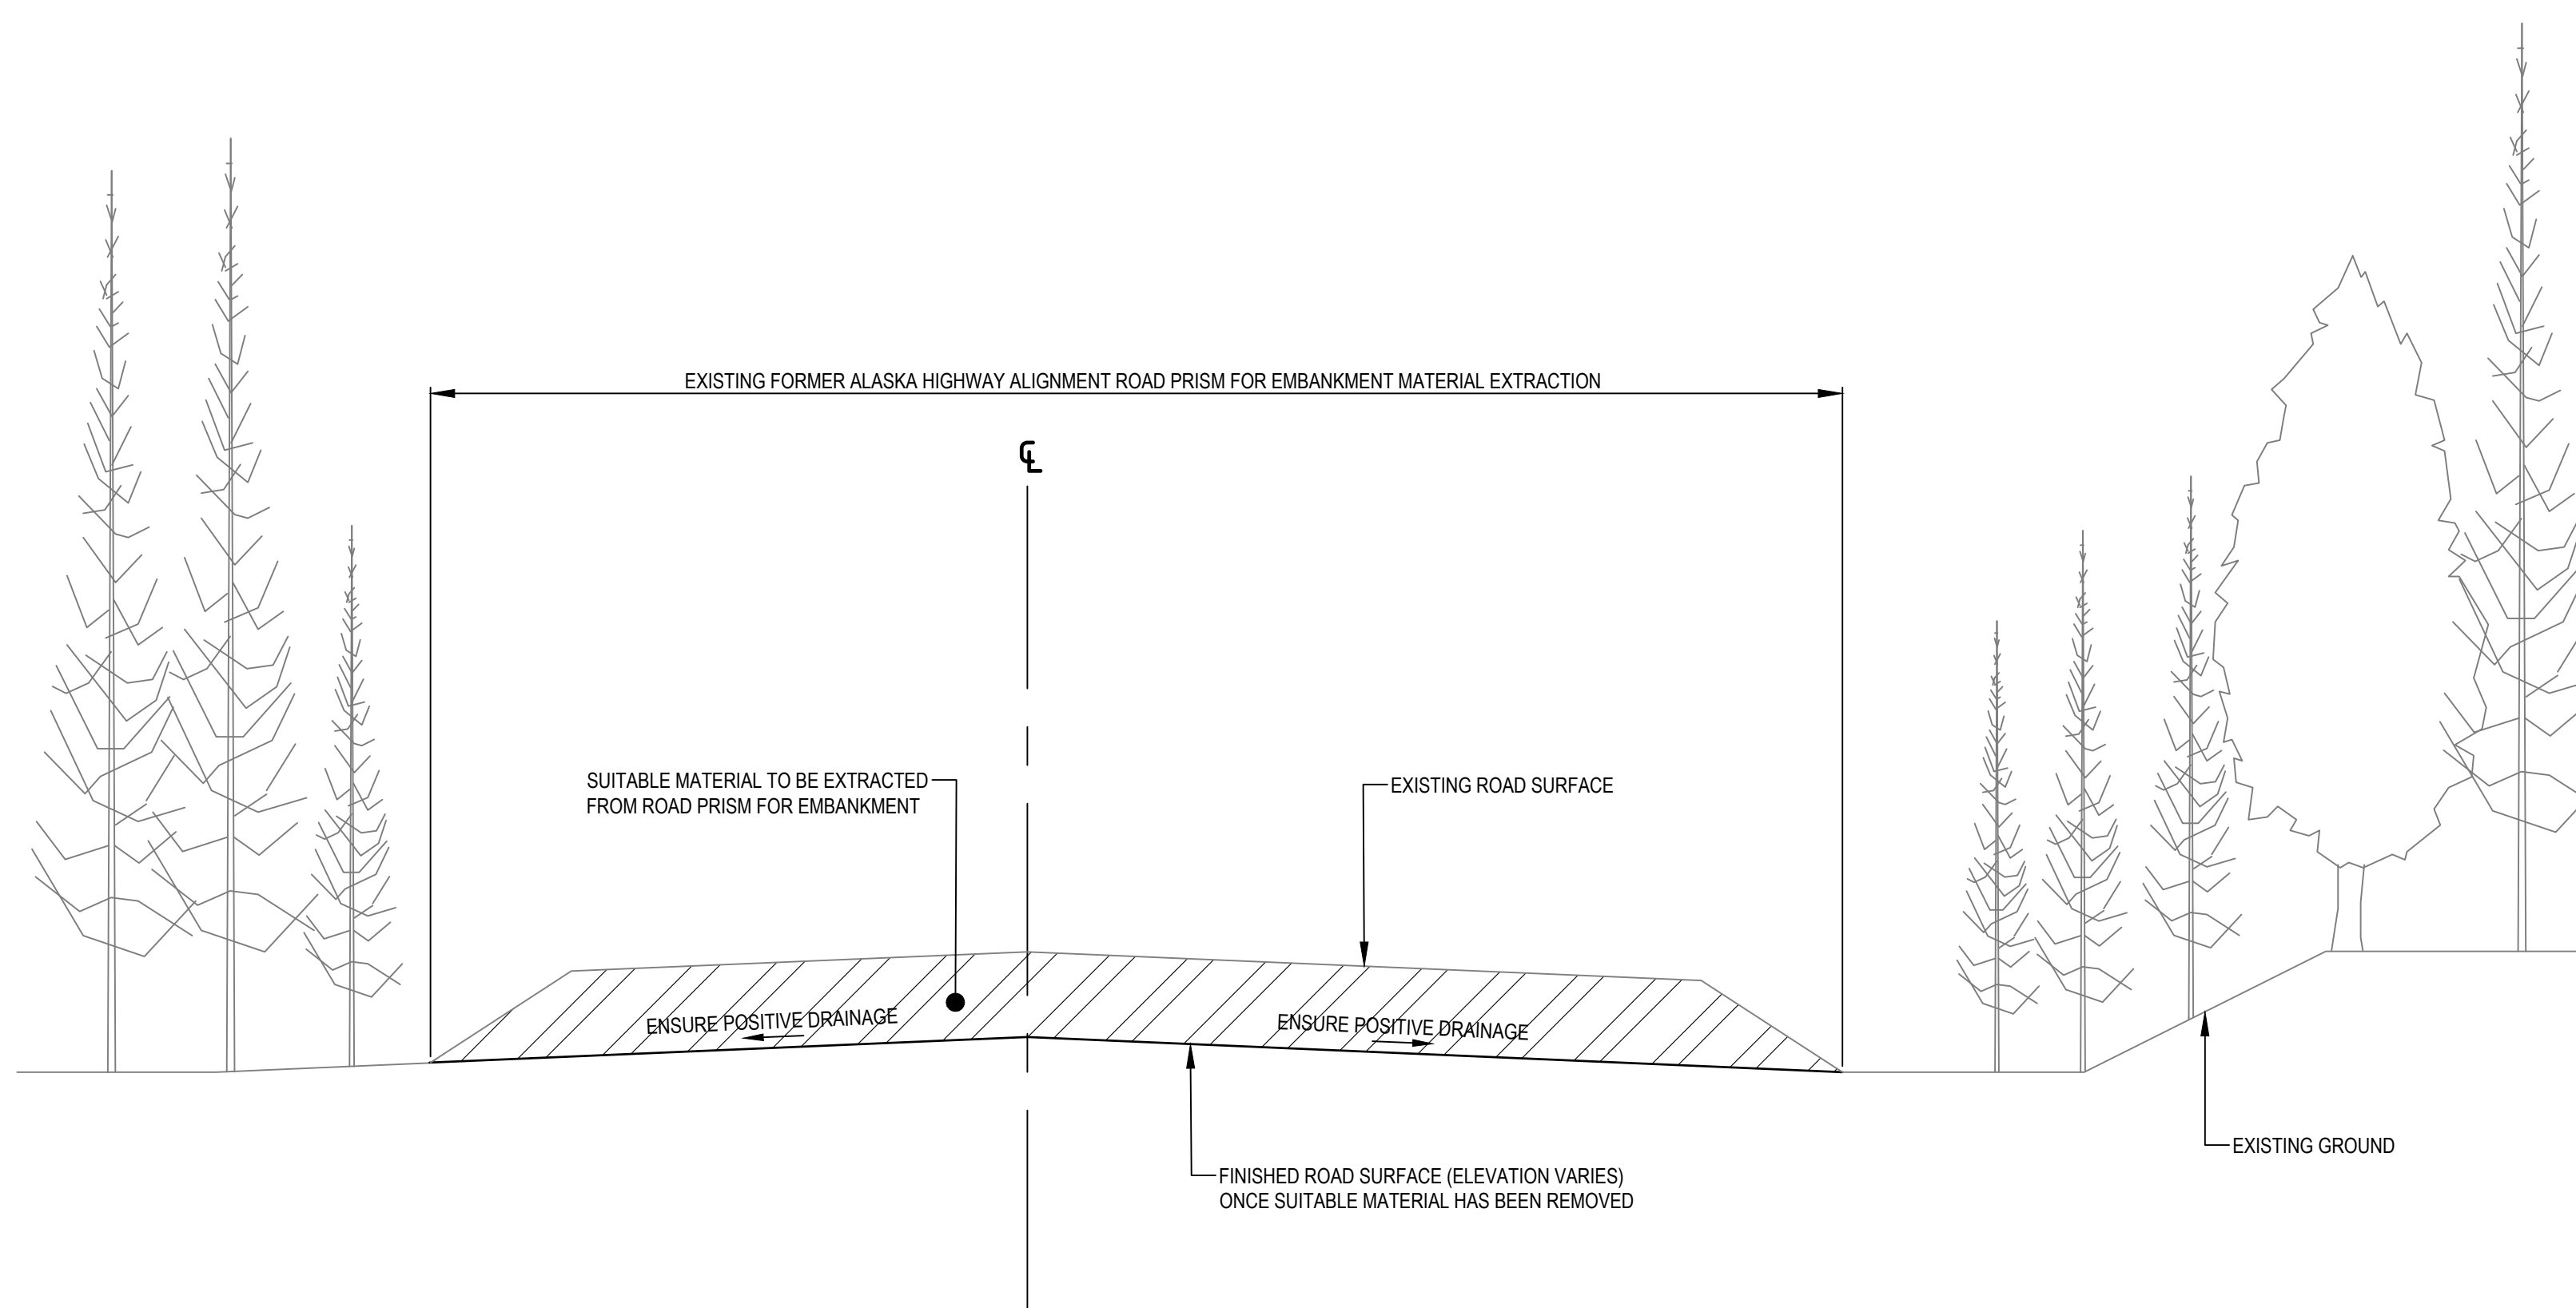 EXISTING FORMER ALASKA HIGHWAY ALIGNMENT ROAD PRISM FOR EMBANKMENT MATERIAL EXTRACTION
℄
SUITABLE MATERIAL TO BE EXTRACTED
FROM ROAD PRISM FOR EMBANKMENT
EXISTING ROAD SURFACE
ENSURE POSITIVE DRAINAGE
ENSURE POSITIVE DRAINAGE
EXISTING GROUND
FINISHED ROAD SURFACE (ELEVATION VARIES)
ONCE SUITABLE MATERIAL HAS BEEN REMOVED